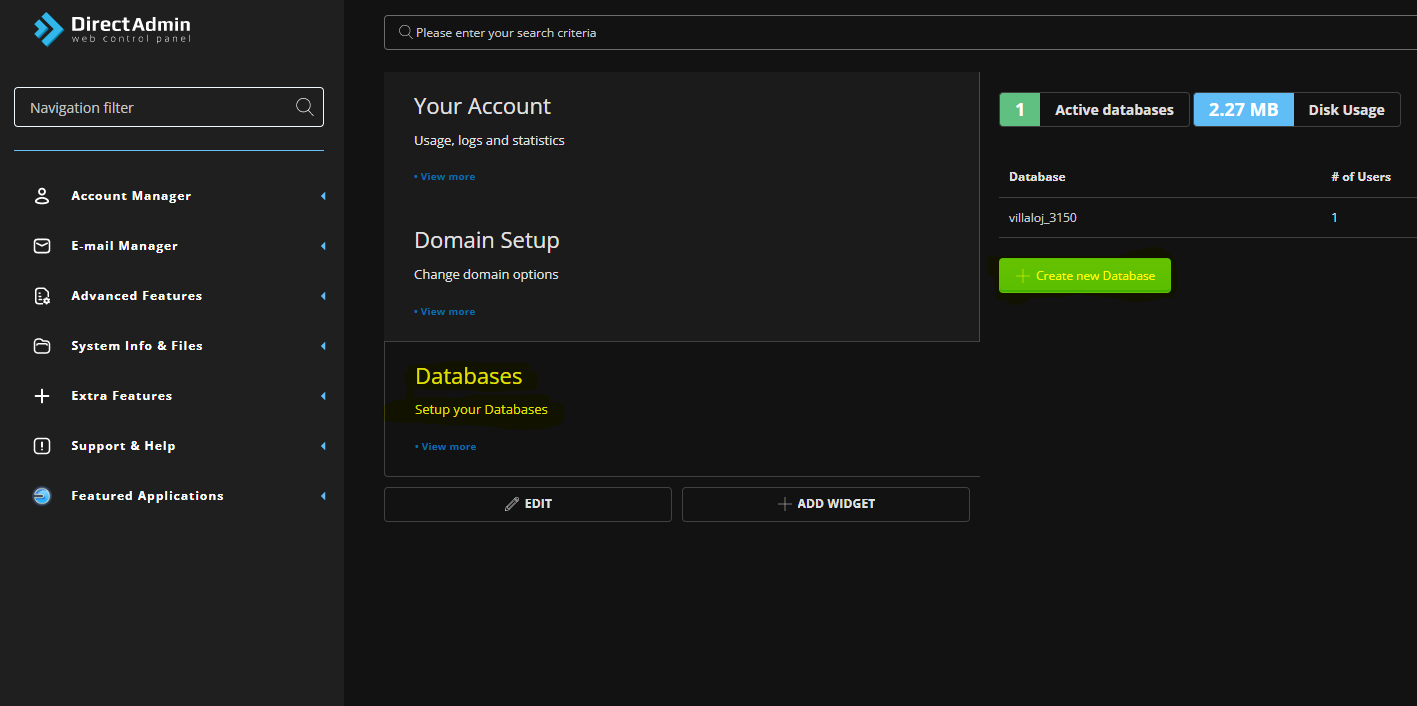 DirectAdmin
web control panel
Navigation filter
Account Manager
E-mail Manager
Advanced Features
System Info & Files
Extra Features
Support & Help
Featured Applications
Please enter your search criteria
Your Account
Usage, logs and statistics
• View more
Domain Setup
Change domain options
• View more
Databases
Setup your Databases
• View more
EDIT
ADD WIDGET
1 Active databases 2.27 MB Disk Usage
Database # of Users
villaloj_3150 1
Create new Database